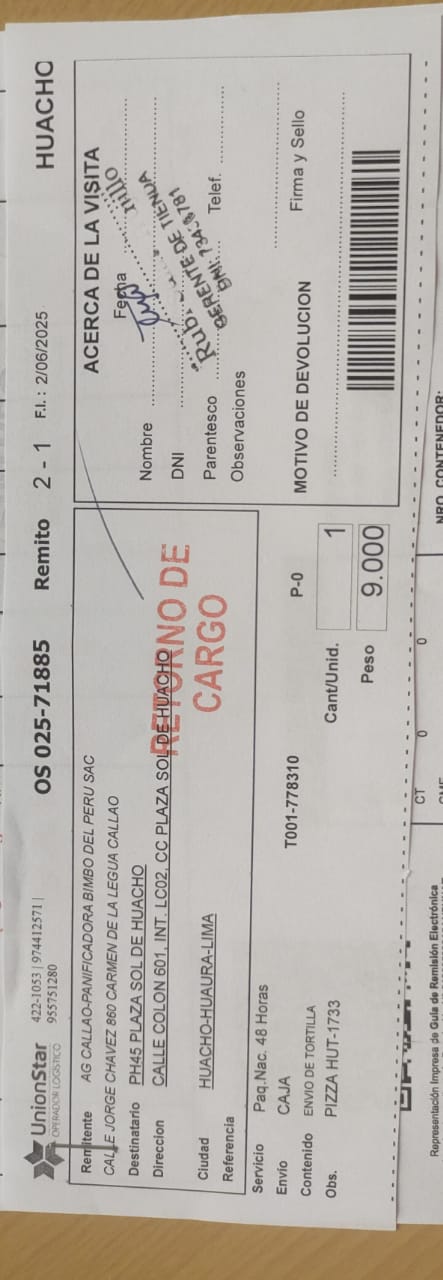 UnionStar
OPERADOR LOGISTICO
422-1053 | 974412571 |
955751280
OS 025-71885 Remito 2 - 1 F.I.: 2/06/2025 HUACHO
Remitente AG CALLAO-PANIFICADORA BIMBO DEL PERU SAC
CALLE JORGE CHAVEZ 860 CARMEN DE LA LEGUA CALLAO
Destinatario PH45 PLAZA SOL DE HUACHO
Direccion CALLE COLON 601, INT. LC02, CC PLAZA SOL DE HUACHO
Ciudad HUACHO-HUAURA-LIMA
Referencia
RETORNO DE
CARGO
Servicio Paq.Nac. 48 Horas
Envío CAJA T001-778310 P-0
Contenido ENVIO DE TORTILLA
Obs. PIZZA HUT-1733
Cant/Unid. 1
Peso 9.000
ACERCA DE LA VISITA
Fecha
Nombre
DNI
Parentesco Telef.
Observaciones
GERENTE DE TIENDA
DNI:
MOTIVO DE DEVOLUCION Firma y Sello
CT 0 0
NRO. CONTENEDOR:
Representación Impresa de Guía de Remisión Electrónica